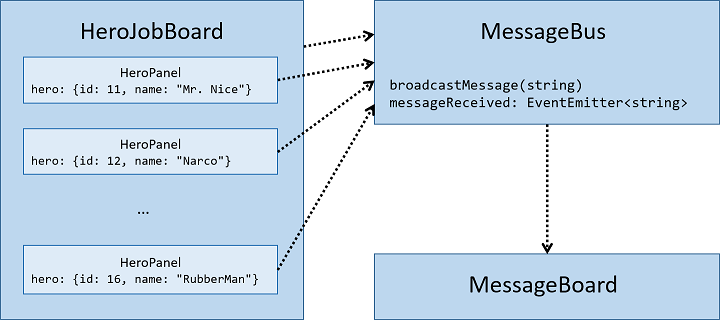 HeroJobBoard
HeroPanel
hero: {id: 11, name: "Mr. Nice"}
HeroPanel
hero: {id: 12, name: "Narco"}
...
HeroPanel
hero: {id: 16, name: "RubberMan"}
MessageBus
broadcastMessage(string)
messageReceived: EventEmitter<string>
MessageBoard